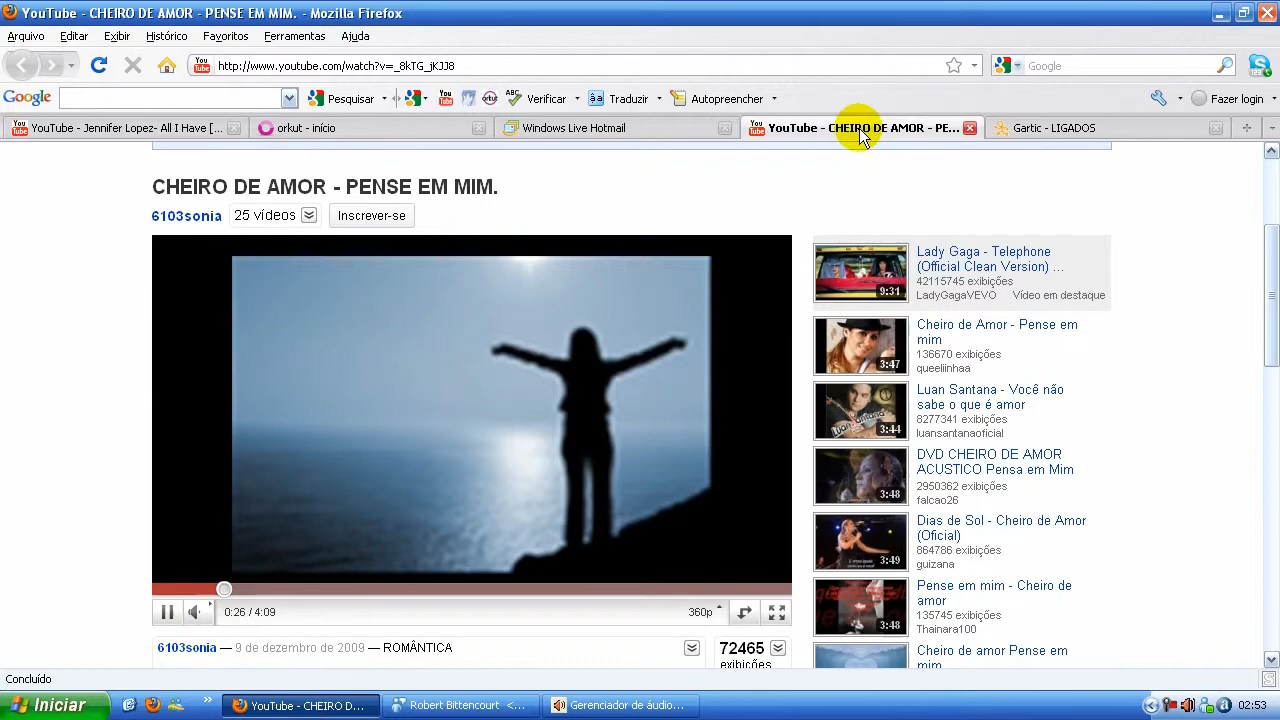 YouTube - CHEIRO DE AMOR - PENSE EM MIM. - Mozilla Firefox
Arquivo Editar Exibir Histórico Favoritos Ferramentas Ajuda
You Tube http://www.youtube.com/watch?v=_8kTG_jKJJ8 Google
Google Pesquisar You Tube ABC Verificar Traduzir Autopreencher Fazer login
YouTube - Jennifer Lopez- All I Have [... orkut - início Windows Live Hotmail YouTube - CHEIRO DE AMOR - PE... Gartic - LIGADOS
CHEIRO DE AMOR - PENSE EM MIM.
6103sonia 25 vídeos Inscrever-se
Lady Gaga - Telephone
(Official Clean Version) ...
42115745 exibições
LadyGagaVEVO Vídeo em destaque
9:31
Cheiro de Amor - Pense em
mim
136670 exibições
3:47
Luan Santana - Você não
sabe o que é amor
8277341 exibições
luansantanaoficial
Luan Santana
3:44
DVD CHEIRO DE AMOR
ACUSTICO Pensa em Mim
2950362 exibições
falcao26
3:48
Dias de Sol - Cheiro de Amor
(Oficial)
864786 exibições
3:49
Pense em mim - Cheiro de
amor
135745 exibições
Thainara100
3:48
Cheiro de amor Pense em
mim
0:26 / 4:09 360p
6103sonia — ROMÂNTICA
72465
exibições
Concluído
Iniciar YouTube - CHEIRO D... Robert Bittencourt <... Gerenciador de áudio... 02:53